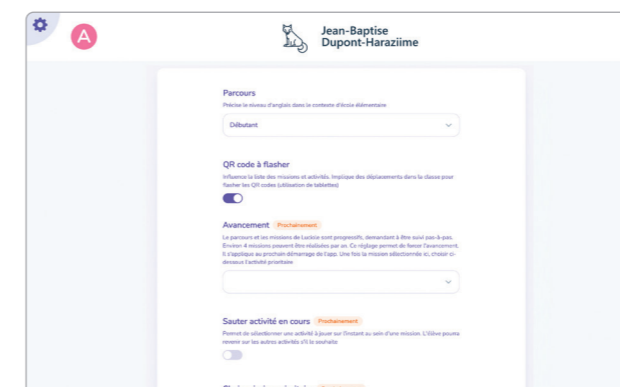 A
Jean-Baptise
Dupont-Haraziime
Parcours
Précise le niveau d'anglais dans le contexte d'école élémentaire
Débutant
QR code à flasher
Influence la liste des missions et activités. Implique des déplacements dans la classe pour
flasher les QR codes (utilisation de tablettes)
Avancement Prochainement
Le parcours et les missions de Luciole sont progressifs, demandant à être suivi pas-à-pas.
Environ 4 missions peuvent être réalisées par an. Ce réglage permet de forcer l'avancement.
Il s'applique au prochain démarrage de l'app. Une fois la mission sélectionnée ici, choisir ci-
dessous l'activité prioritaire
Sauter activité en cours Prochainement
Permet de sélectionner une activité à jouer sur l'instant au sein d'une mission. L'élève pourra
revenir sur les autres activités s'il le souhaite